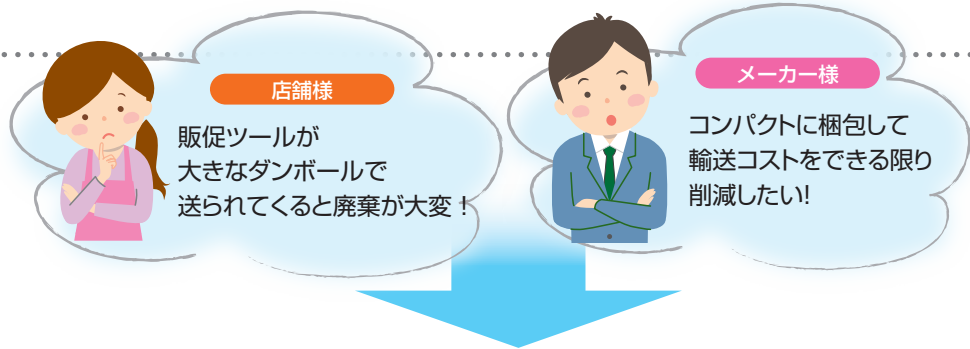 店舗様
販促ツールが
大きなダンボールで
送られてくると廃棄が大変！
メーカー様
コンパクトに梱包して
輸送コストをできる限り
削減したい!